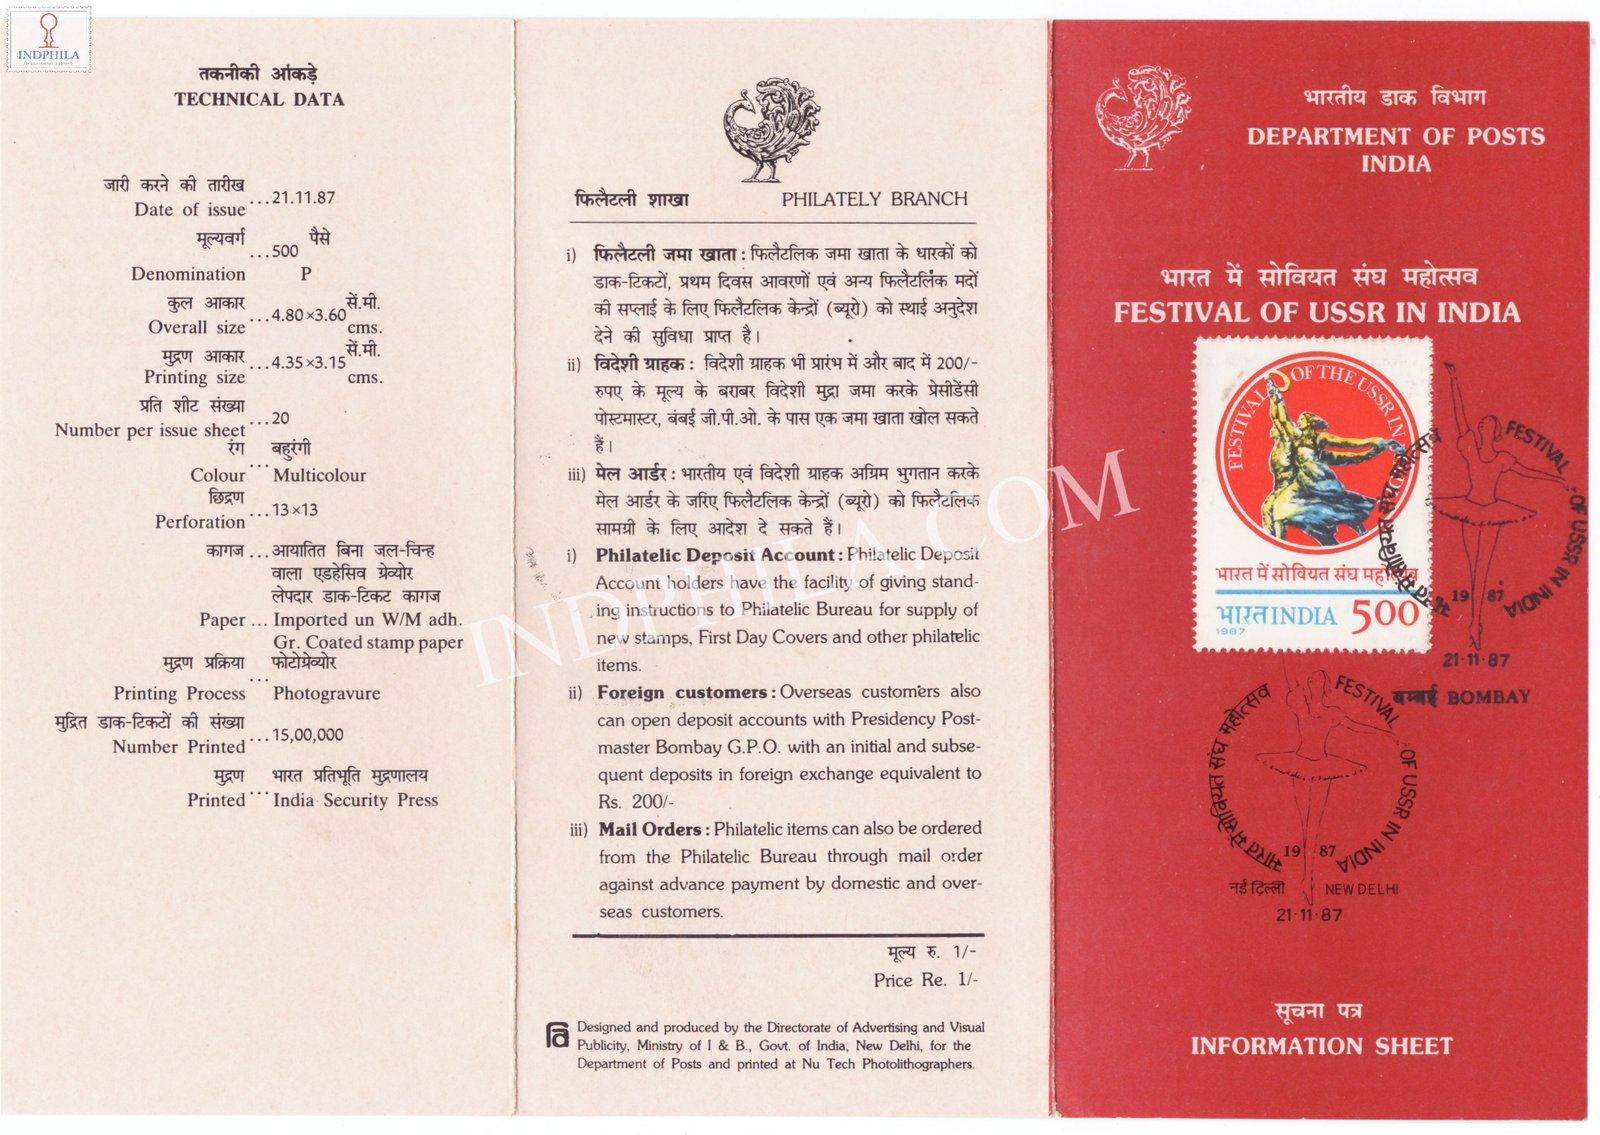 INDPHILA
तकनीकी आंकड़े
TECHNICAL DATA
जारी करने की तारीख
Date of issue ...21.11.87
मूल्यवर्ग ...500 पैसे
Denomination P
कुल आकार ...4.80×3.60 सें.मी.
Overall size cms.
मुद्रण आकार ...4.35×3.15 सें.मी.
Printing size cms.
प्रति शीट संख्या ...20
Number per issue sheet
रंग ... बहुरंगी
Colour Multicolour
छिद्रण ...13×13
Perforation
कागज ... आयातित बिना जल-चिन्ह
वाला एडहेसिव ग्रेव्योर
लेपदार डाक-टिकट कागज
Paper ... Imported un W/M adh.
Gr. Coated stamp paper
मुद्रण प्रक्रिया ... फोटोग्रेव्योर
Printing Process Photogravure
मुद्रित डाक-टिकटों की संख्या ...15,00,000
Number Printed
मुद्रण ... भारत प्रतिभूति मुद्रणालय
Printed India Security Press
फिलैटली शाखा PHILATELY BRANCH
i) फिलैटली जमा खाता : फिलैटलिक जमा खाता के धारकों को
डाक-टिकटों, प्रथम दिवस आवरणों एवं अन्य फिलैटलिक मदों
की सप्लाई के लिए फिलैटलिक केन्द्रों (ब्यूरो) को स्थाई अनुदेश
देने की सुविधा प्राप्त है।
ii) विदेशी ग्राहक : विदेशी ग्राहक भी प्रारंभ में और बाद में 200/-
रुपए के मूल्य के बराबर विदेशी मुद्रा जमा करके प्रेसीडेंसी
पोस्टमास्टर, बंबई जी.पी.ओ. के पास एक जमा खाता खोल सकते
हैं।
iii) मेल आर्डर : भारतीय एवं विदेशी ग्राहक अग्रिम भुगतान करके
मेल आर्डर के जरिए फिलैटलिक केन्द्रों (ब्यूरो) को फिलैटलिक
सामग्री के लिए आदेश दे सकते हैं।
i) Philatelic Deposit Account : Philatelic Deposit
Account holders have the facility of giving stand-
ing instructions to Philatelic Bureau for supply of
new stamps, First Day Covers and other philatelic
items.
ii) Foreign customers : Overseas customers also
can open deposit accounts with Presidency Post-
master Bombay G.P.O. with an initial and subse-
quent deposits in foreign exchange equivalent to
Rs. 200/-
iii) Mail Orders : Philatelic items can also be ordered
from the Philatelic Bureau through mail order
against advance payment by domestic and over-
seas customers.
मूल्य रु. 1/-
Price Re. 1/-
Designed and produced by the Directorate of Advertising and Visual
Publicity, Ministry of I & B., Govt. of India, New Delhi, for the
Department of Posts and printed at Nu Tech Photolithographers.
INDPHILA.COM
भारतीय डाक विभाग
DEPARTMENT OF POSTS
INDIA
भारत में सोवियत संघ महोत्सव
FESTIVAL OF USSR IN INDIA
FESTIVAL OF THE USSR IN
भारत में सोवियत संघ महोत्सव
भारत INDIA 500
1987
भारत में सोवियत संघ महोत्सव FESTIVAL OF USSR IN INDIA
19 87
21·11·87
बम्बई BOMBAY
भारत में सोवियत संघ महोत्सव FESTIVAL OF USSR IN INDIA
19 87
नई दिल्ली NEW DELHI
21·11·87
सूचना पत्र
INFORMATION SHEET